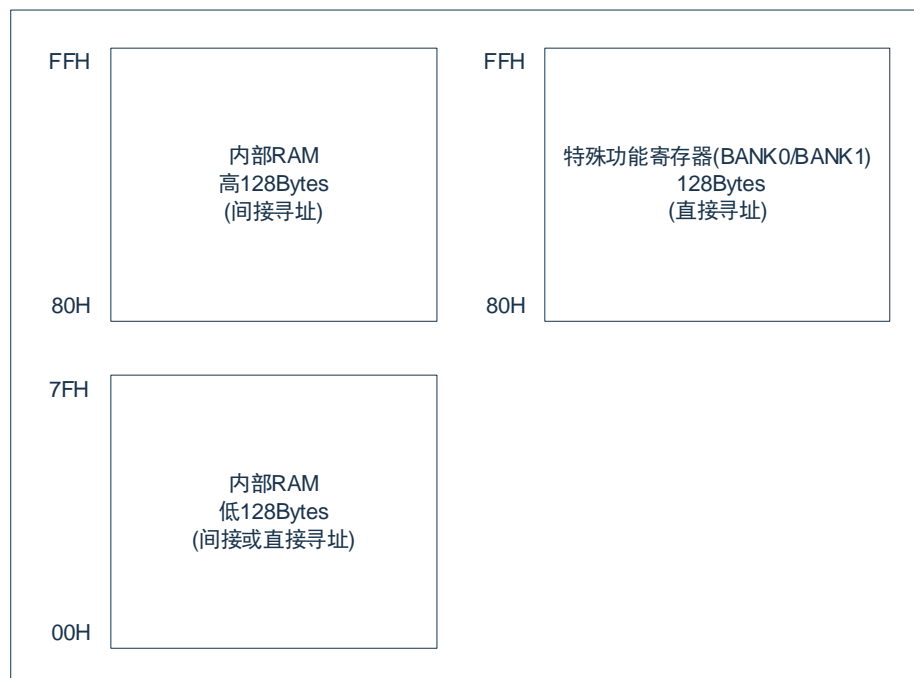 FFH
内部RAM
高128Bytes
(间接寻址)
80H
FFH
特殊功能寄存器(BANK0/BANK1)
128Bytes
(直接寻址)
80H
7FH
内部RAM
低128Bytes
(间接或直接寻址)
00H